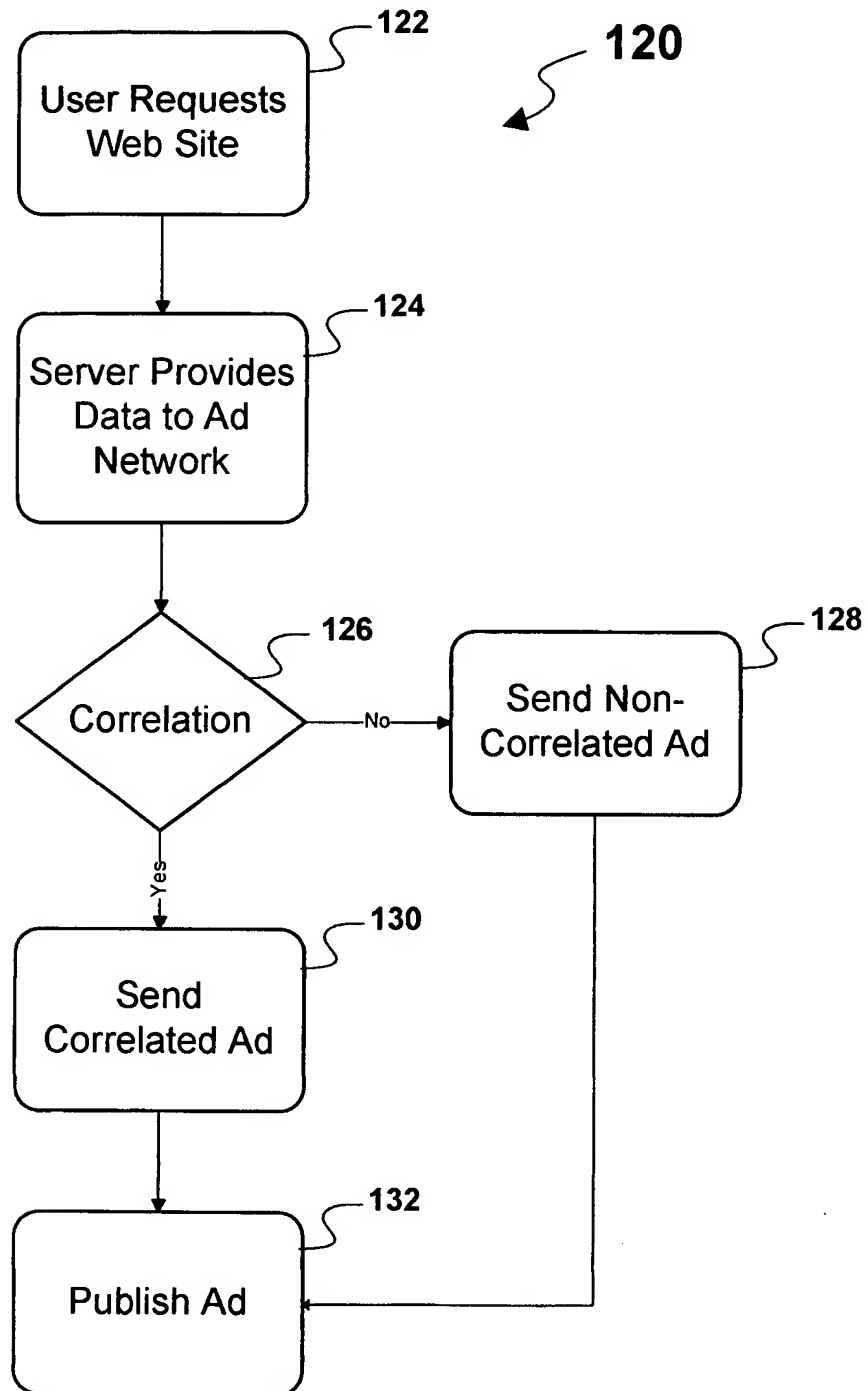 122
120
User Requests
Web Site
124
Server Provides
Data to Ad
Network
126
Correlation
No
128
Send Non-
Correlated Ad
Yes
130
Send
Correlated Ad
132
Publish Ad